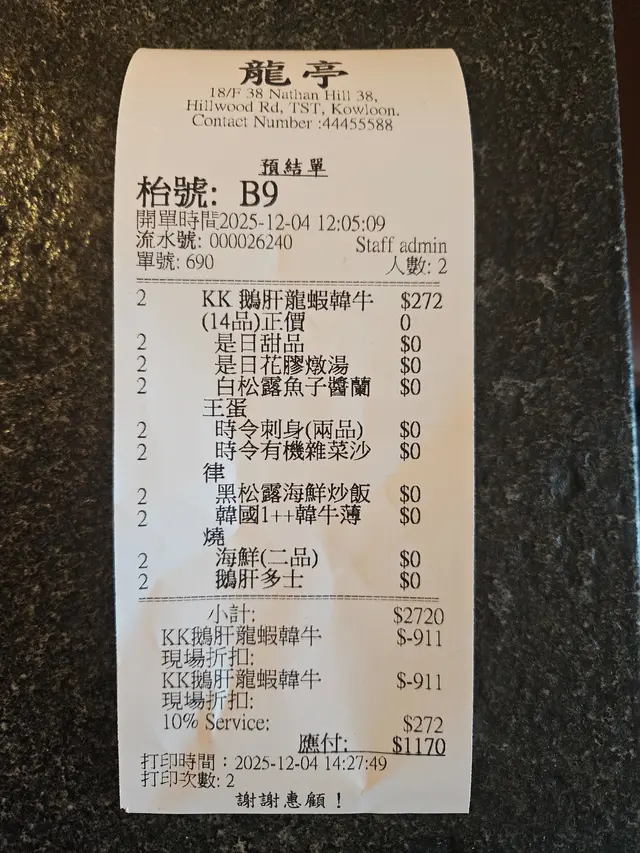 龍亭
18/F 38 Nathan Hill 38,
Hillwood Rd, TST, Kowloon.
Contact Number :44455588
預結單
枱號: B9
開單時間2025-12-04 12:05:09
流水號: 000026240 Staff admin
單號: 690 人數: 2
2 KK 鵝肝龍蝦韓牛 $272
(14品)正價 0
2 是日甜品 $0
2 是日花膠燉湯 $0
2 白松露魚子醬蘭 $0
王蛋
2 時令刺身(兩品) $0
2 時令有機雜菜沙 $0
律
2 黑松露海鮮炒飯 $0
2 韓國1++韓牛薄 $0
燒
2 海鮮(二品) $0
2 鵝肝多士 $0
小計: $2720
KK鵝肝龍蝦韓牛 $-911
現場折扣:
KK鵝肝龍蝦韓牛 $-911
現場折扣:
10% Service: $272
應付: $1170
打印時間：2025-12-04 14:27:49
打印次數: 2
謝謝惠顧！